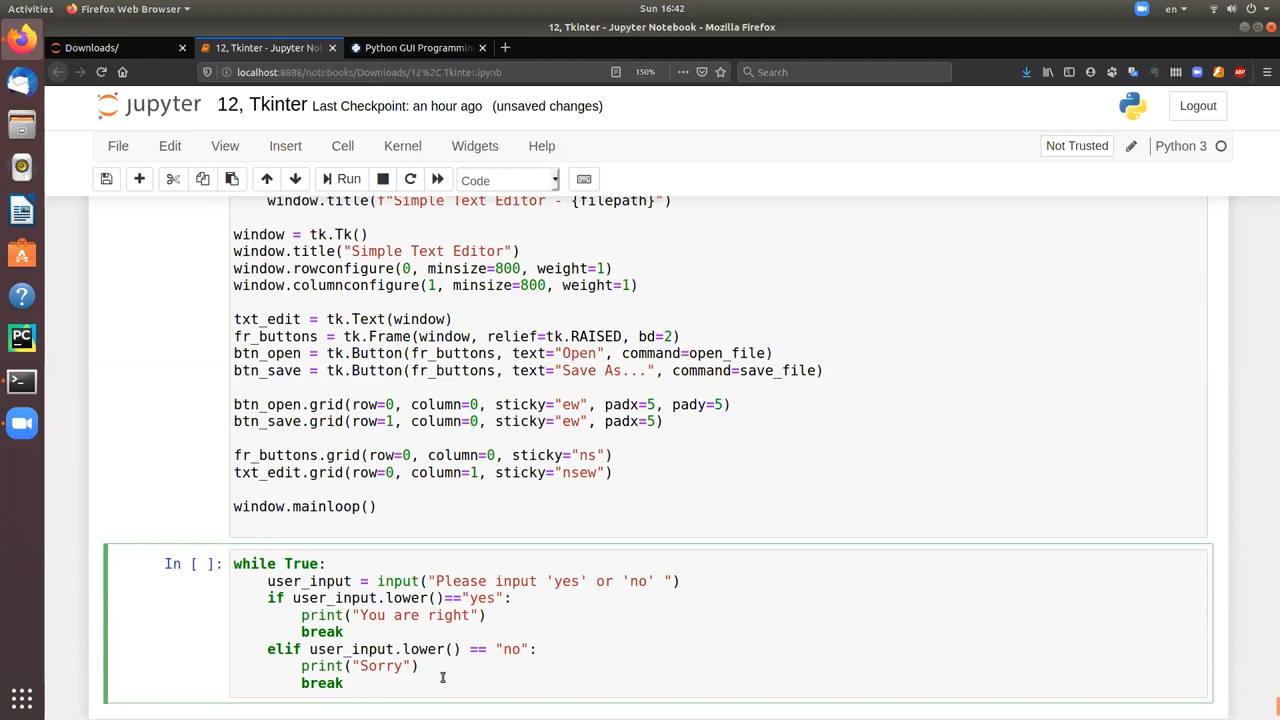 Activities
Firefox Web Browser
Sun 16:42
en
12, Tkinter - Jupyter Notebook - Mozilla Firefox
Downloads/
12, Tkinter - Jupyter No
Python GUI Programmin
localhost:8888/notebooks/Downloads/12%2C Tkinter.ipynb
150%
Search
ABP
jupyter 12, Tkinter Last Checkpoint: an hour ago (unsaved changes)
Logout
File Edit View Insert Cell Kernel Widgets Help
Not Trusted
Python 3
Run
Code
window.title(f"Simple Text Editor - {filepath}")
window = tk.Tk()
window.title("Simple Text Editor")
window.rowconfigure(0, minsize=800, weight=1)
window.columnconfigure(1, minsize=800, weight=1)
txt_edit = tk.Text(window)
fr_buttons = tk.Frame(window, relief=tk.RAISED, bd=2)
btn_open = tk.Button(fr_buttons, text="Open", command=open_file)
btn_save = tk.Button(fr_buttons, text="Save As...", command=save_file)
btn_open.grid(row=0, column=0, sticky="ew", padx=5, pady=5)
btn_save.grid(row=1, column=0, sticky="ew", padx=5)
fr_buttons.grid(row=0, column=0, sticky="ns")
txt_edit.grid(row=0, column=1, sticky="nsew")
window.mainloop()
In [ ]: while True:
user_input = input("Please input 'yes' or 'no' ")
if user_input.lower()=="yes":
print("You are right")
break
elif user_input.lower() == "no":
print("Sorry")
break
PC